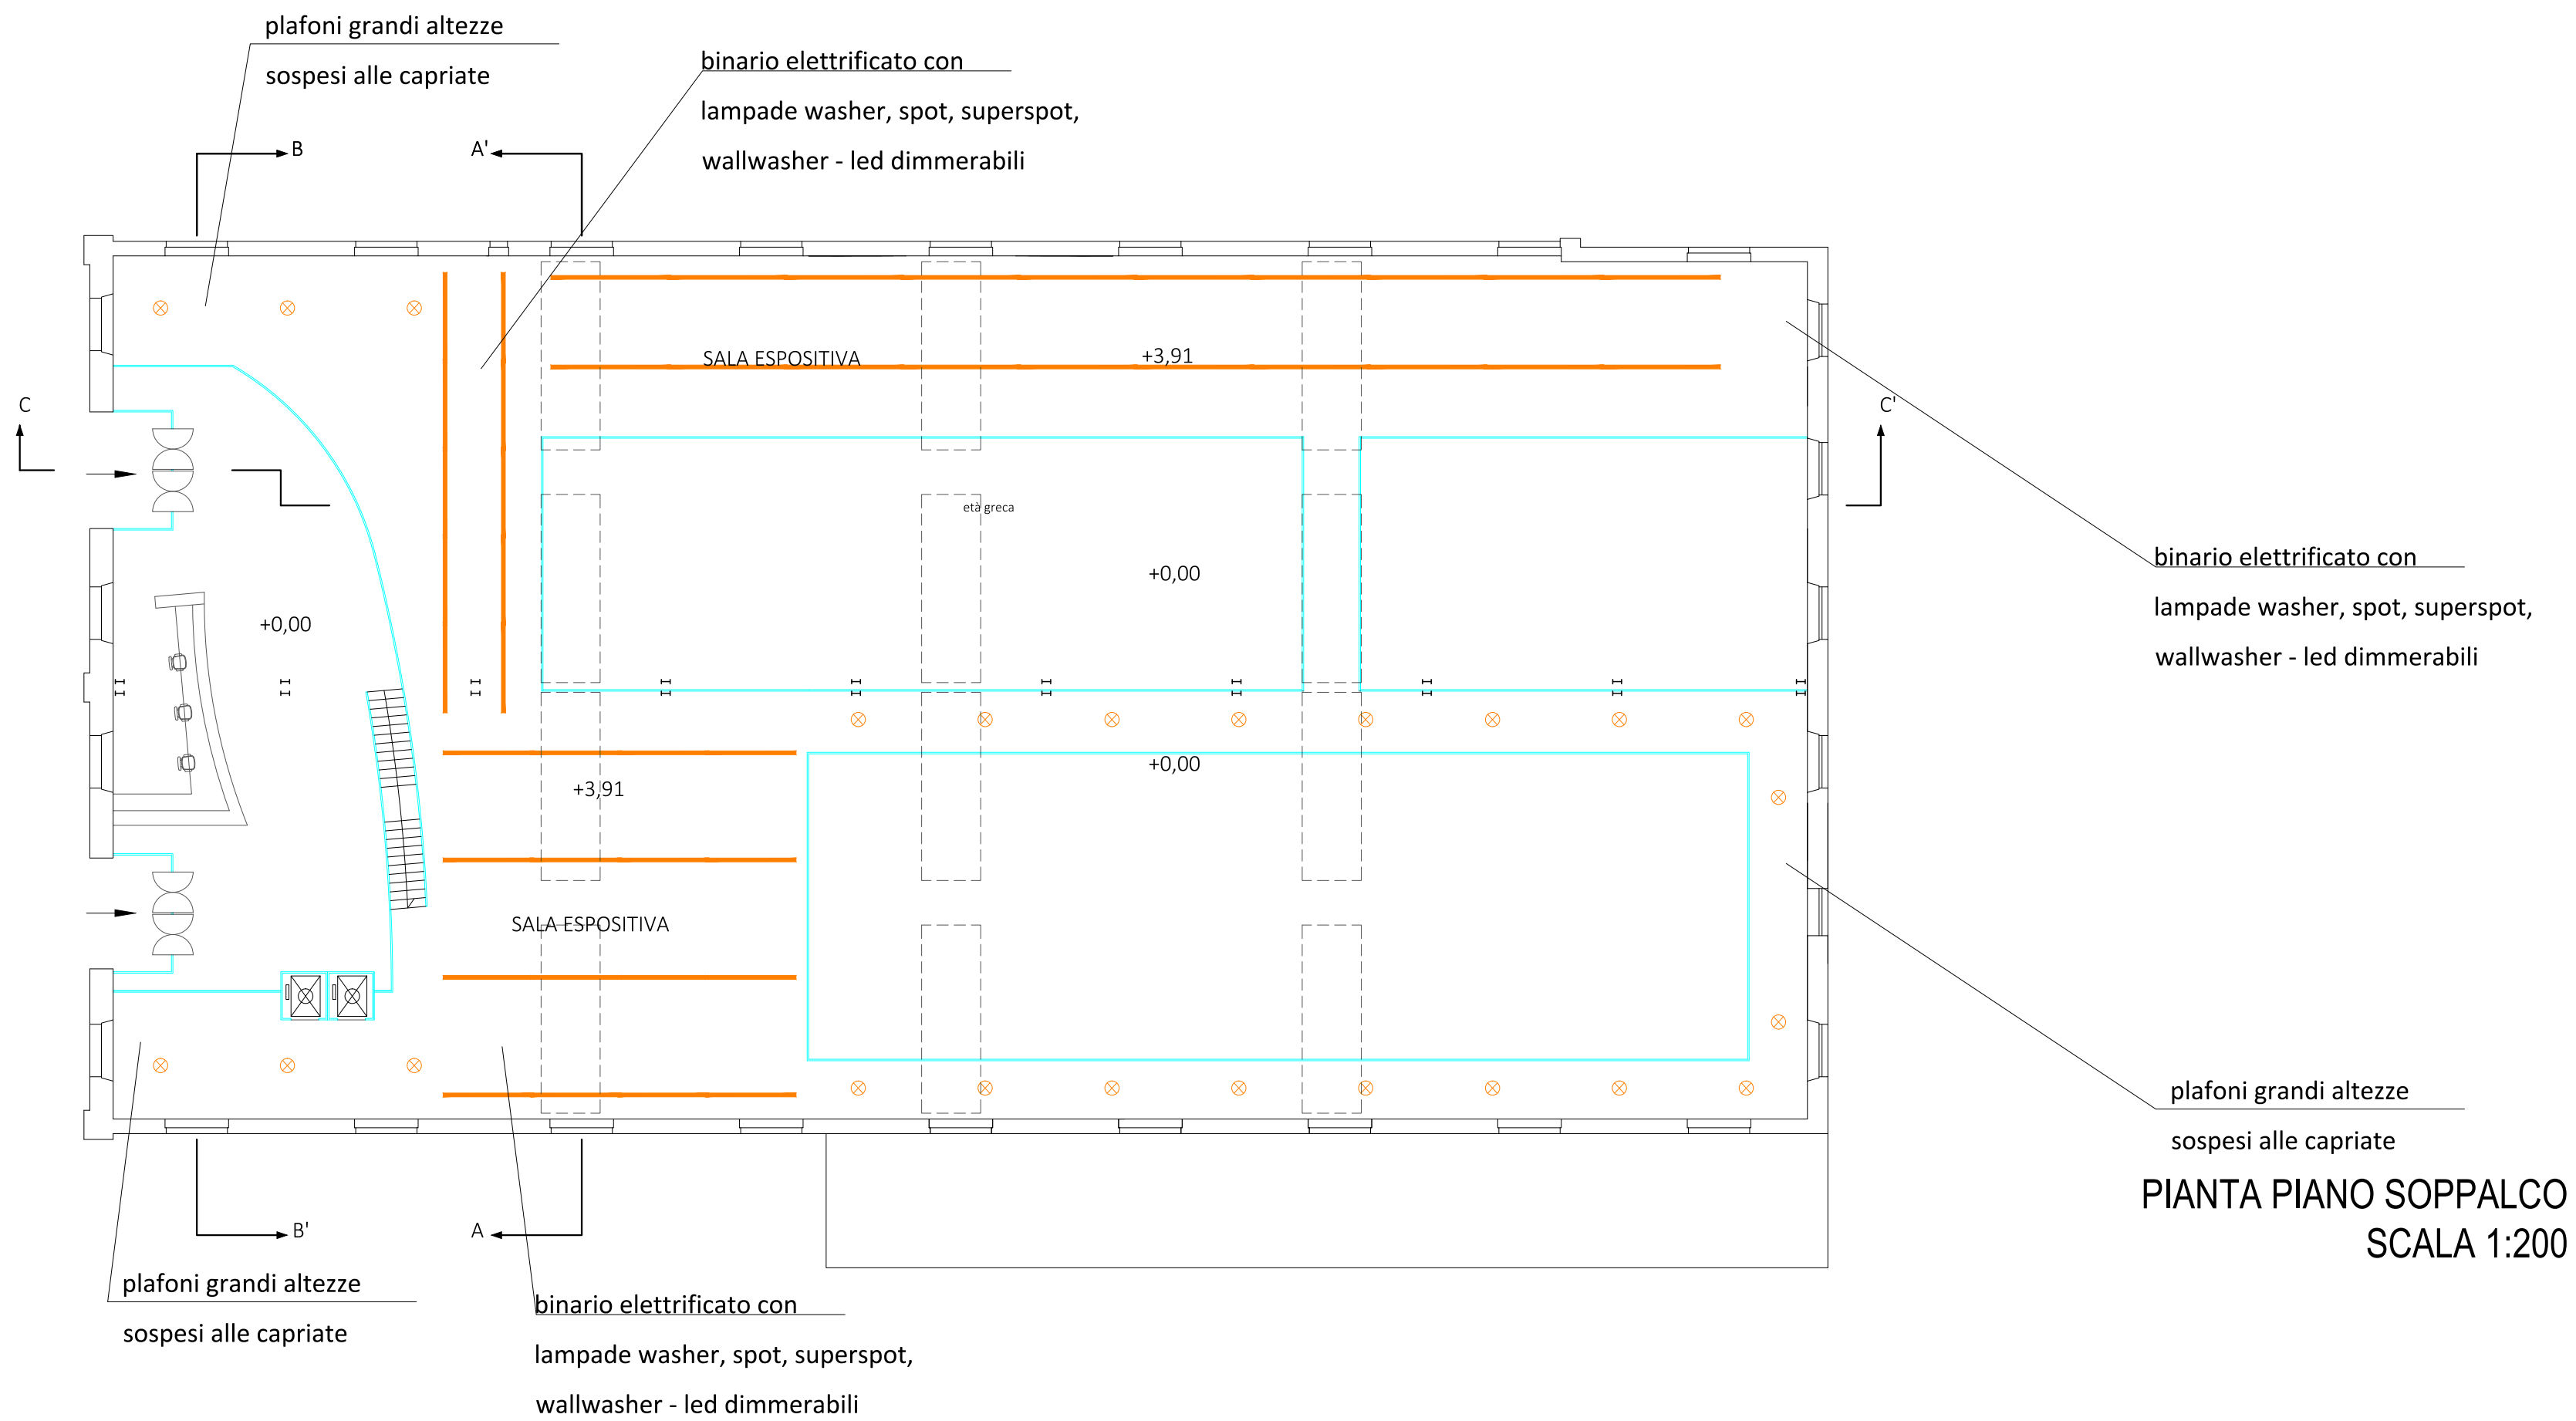 plafoni grandi altezze
sospesi alle capriate
binario elettrificato con
lampade washer, spot, superspot,
wallwasher - led dimmerabili
B
A'
SALA ESPOSITIVA
+3,91
C
C'
età greca
+0,00
+0,00
binario elettrificato con
lampade washer, spot, superspot,
wallwasher - led dimmerabili
+0,00
+3,91
SALA ESPOSITIVA
plafoni grandi altezze
sospesi alle capriate
PIANTA PIANO SOPPALCO
SCALA 1:200
B'
A
plafoni grandi altezze
sospesi alle capriate
binario elettrificato con
lampade washer, spot, superspot,
wallwasher - led dimmerabili